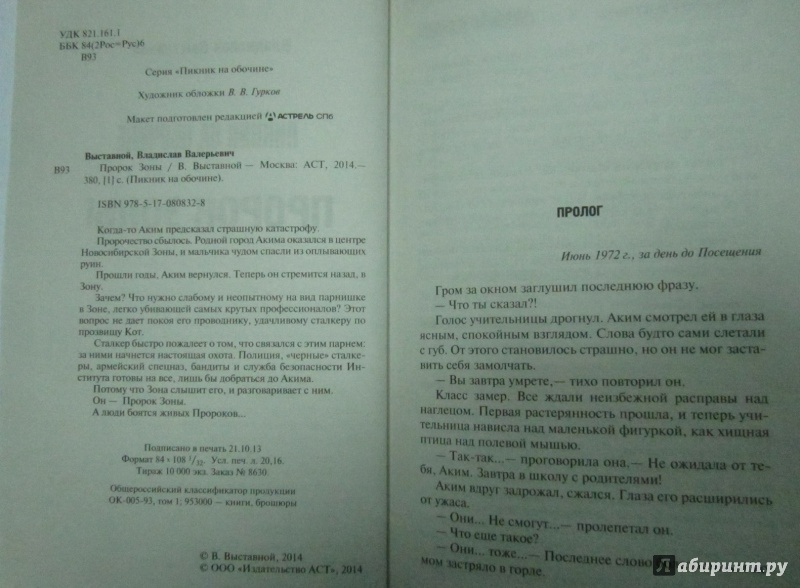 УДК 821.161.1
ББК 84(2Рос=Рус)6
В93
Серия «Пикник на обочине»
Художник обложки В. В. Гурков
Макет подготовлен редакцией АСТРЕЛЬ СПб
Выставной, Владислав Валерьевич
В93 Пророк Зоны / В. Выставной — Москва: АСТ, 2014.—
380, [1] с. (Пикник на обочине).
ISBN 978-5-17-080832-8
Когда-то Аким предсказал страшную катастрофу.
Пророчество сбылось. Родной город Акима оказался в центре
Новосибирской Зоны, и мальчика чудом спасли из оплывающих
руин.
Прошли годы, Аким вернулся. Теперь он стремится назад, в
Зону.
Зачем? Что нужно слабому и неопытному на вид парнишке
в Зоне, легко убивающей самых крутых профессионалов? Этот
вопрос не дает покоя его проводнику, удачливому сталкеру по
прозвищу Кот.
Сталкер быстро пожалеет о том, что связался с этим парнем:
за ними начнется настоящая охота. Полиция, «черные» сталке-
ры, армейский спецназ, бандиты и служба безопасности Ин-
ститута готовы на все, лишь бы добраться до Акима.
Потому что Зона слышит его, и разговаривает с ним.
Он — Пророк Зоны.
А люди боятся живых Пророков...
Подписано в печать 21.10.13
Формат 84×108 1/32. Усл. печ. л. 20,16.
Тираж 10 000 экз. Заказ № 8630.
Общероссийский классификатор продукции
ОК-005-93, том 1; 953000 — книги, брошюры
© В. Выставной, 2014
© ООО «Издательство АСТ», 2014
ПРОЛОГ
Июнь 1972 г., за день до Посещения
Гром за окном заглушил последнюю фразу.
— Что ты сказал?!
Голос учительницы дрогнул. Аким смотрел ей в глаза
ясным, спокойным взглядом. Слова будто сами слетали
с губ. От этого становилось страшно, но он не мог заста-
вить себя замолчать.
— Вы завтра умрете,— тихо повторил он.
Класс замер. Все ждали неизбежной расправы над
наглецом. Первая растерянность прошла, и теперь учи-
тельница нависла над маленькой фигуркой, как хищная
птица над полевой мышью.
— Так-так...— проговорила она.— Не ожидала от те-
бя, Аким. Завтра в школу с родителями!
Аким вдруг задрожал, сжался. Глаза его расширились
от ужаса.
— Они... Не смогут...— пролепетал он.
— Что еще такое?
— Они... тоже...— Последнее слово
мом застряло в горле.
Лабиринт.ру